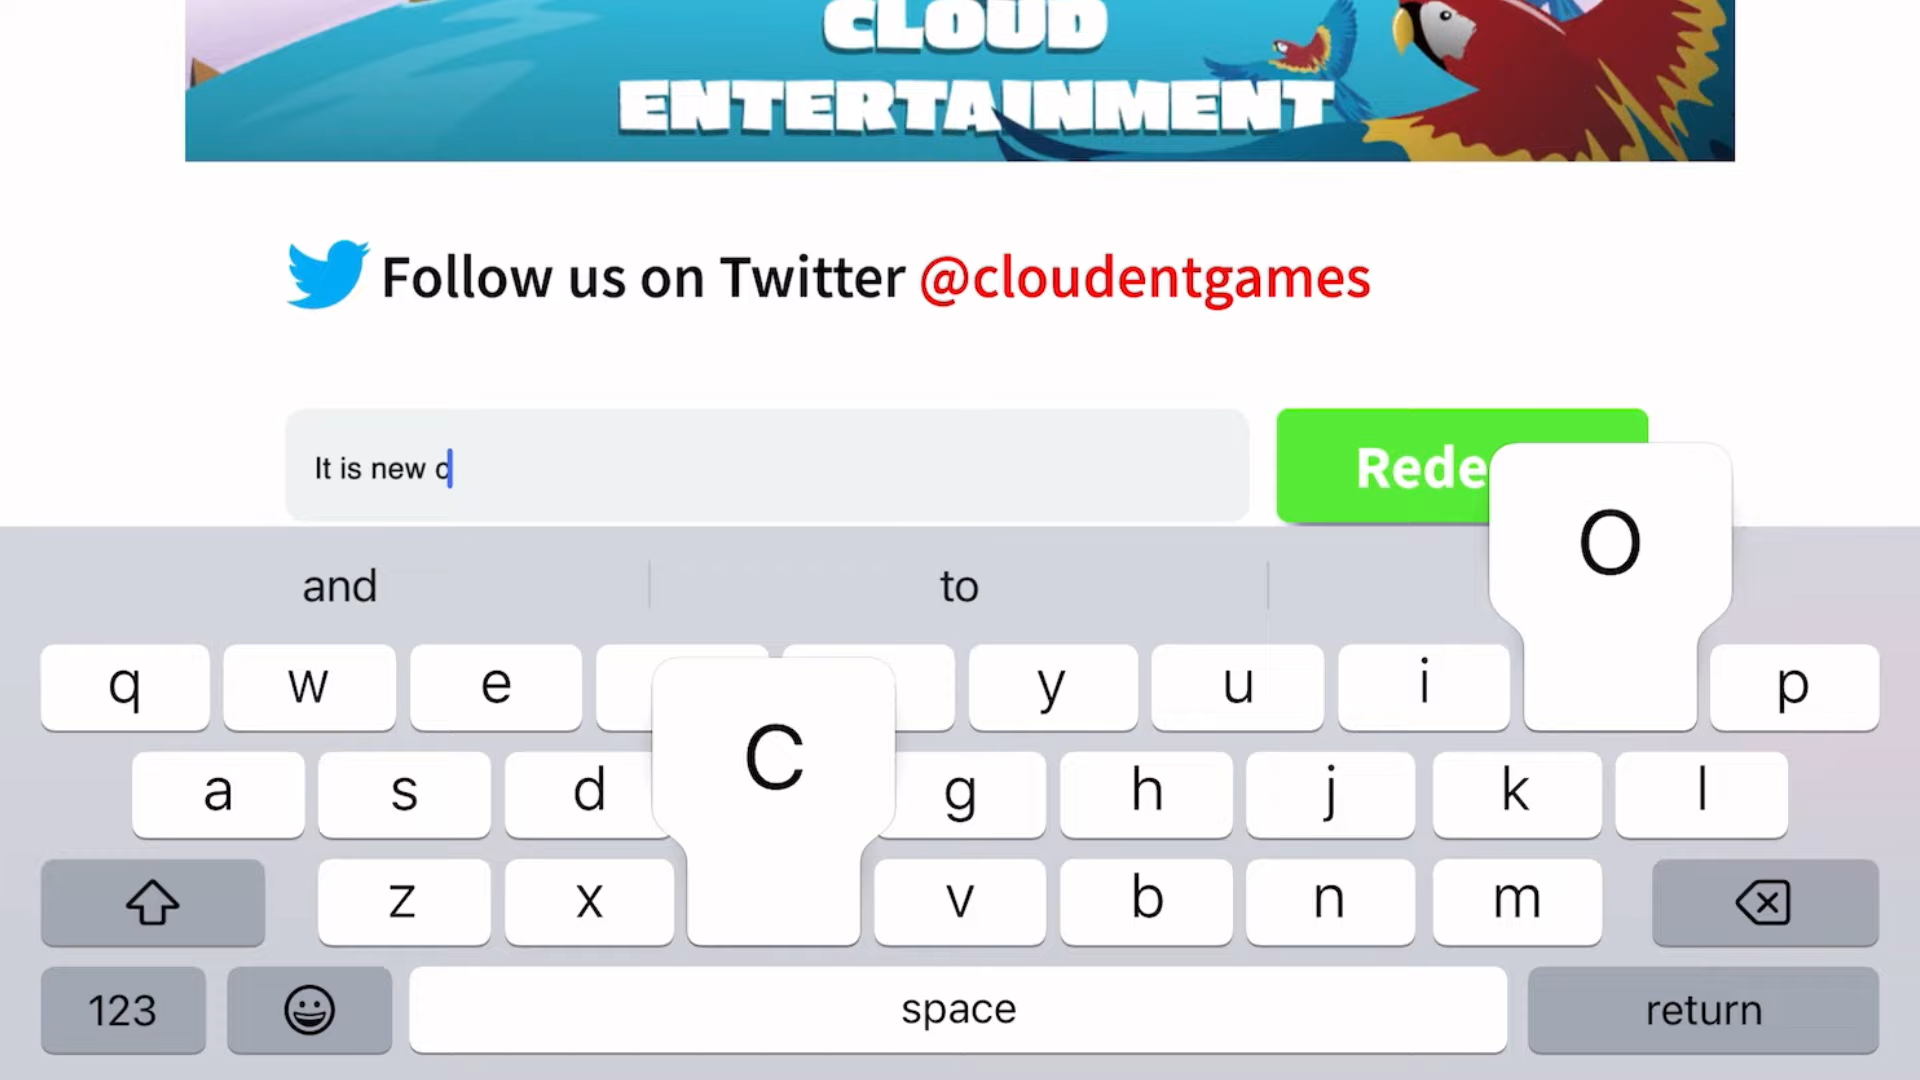 CLOUD
ENTERTAINMENT
Follow us on Twitter @cloudentgames
It is new c
Rede
O
and
to
q w e y u i p
C
a s d g h j k l
z x v b n m
123
space
return